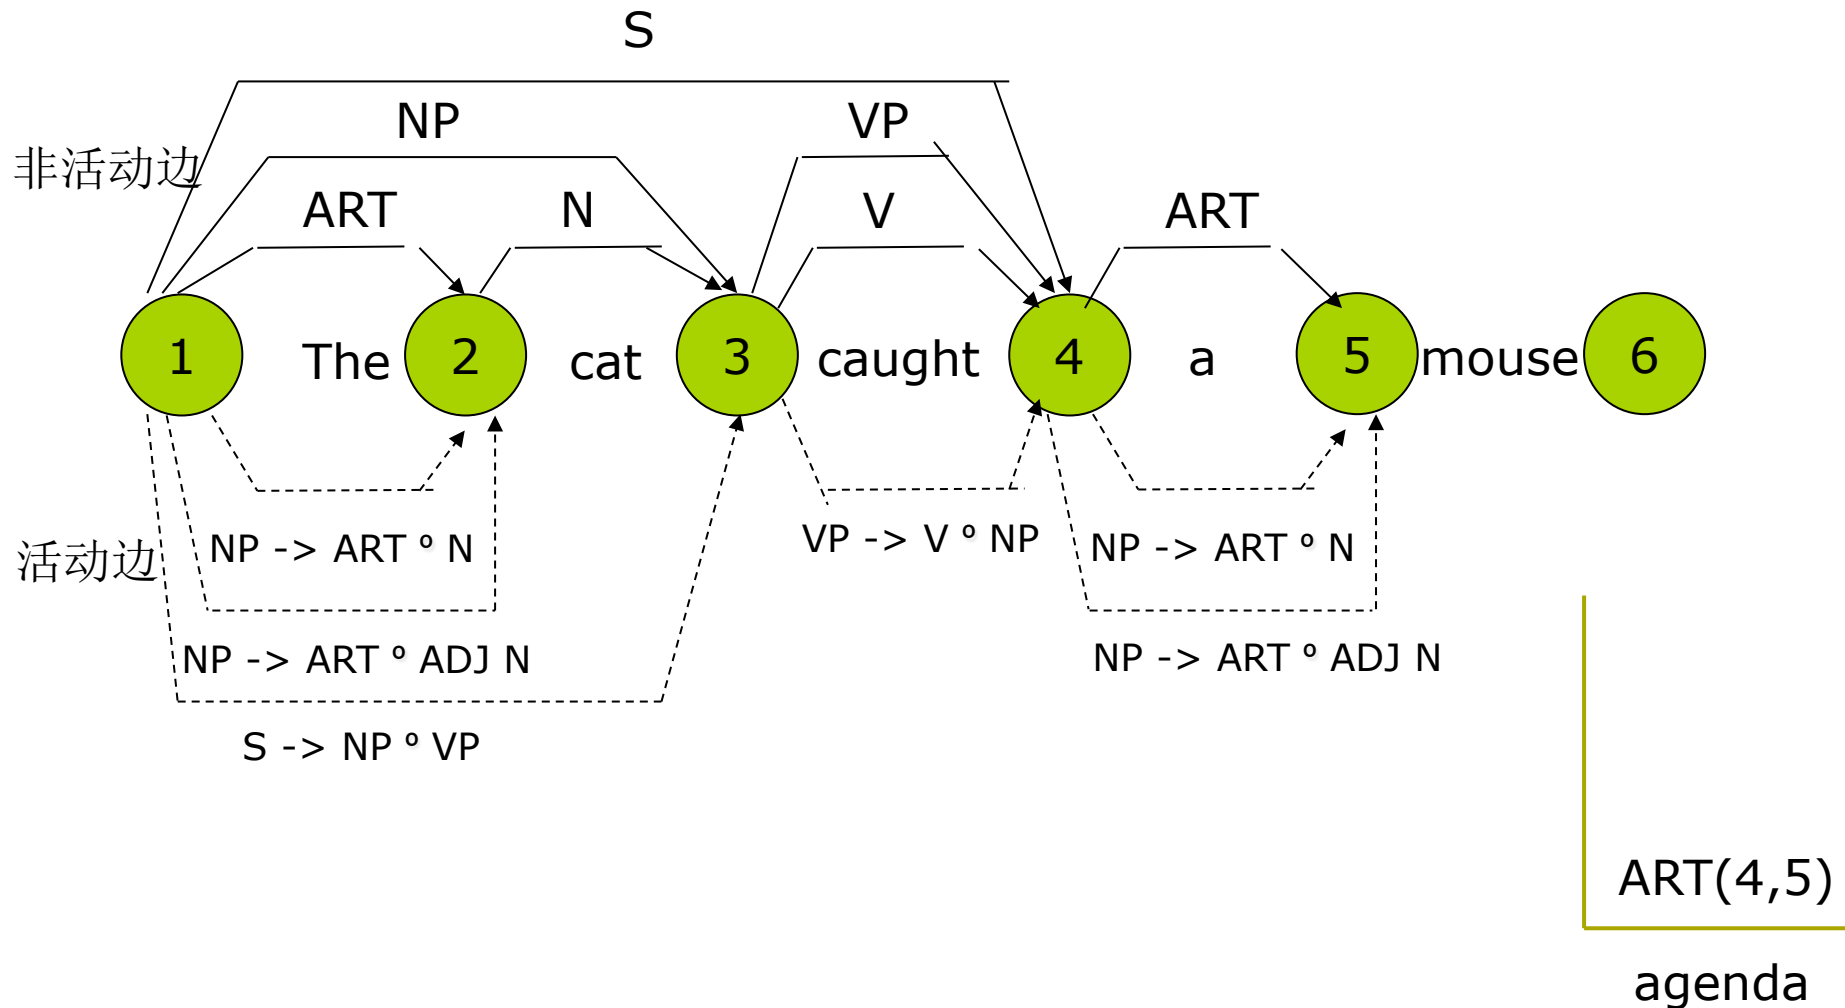 S
NP
VP
非活动边
ART
N
V
ART
1 The 2 cat 3 caught 4 a 5 mouse 6
活动边
NP -> ART º N
VP -> V º NP
NP -> ART º N
NP -> ART º ADJ N
NP -> ART º ADJ N
S -> NP º VP
ART(4,5)
agenda